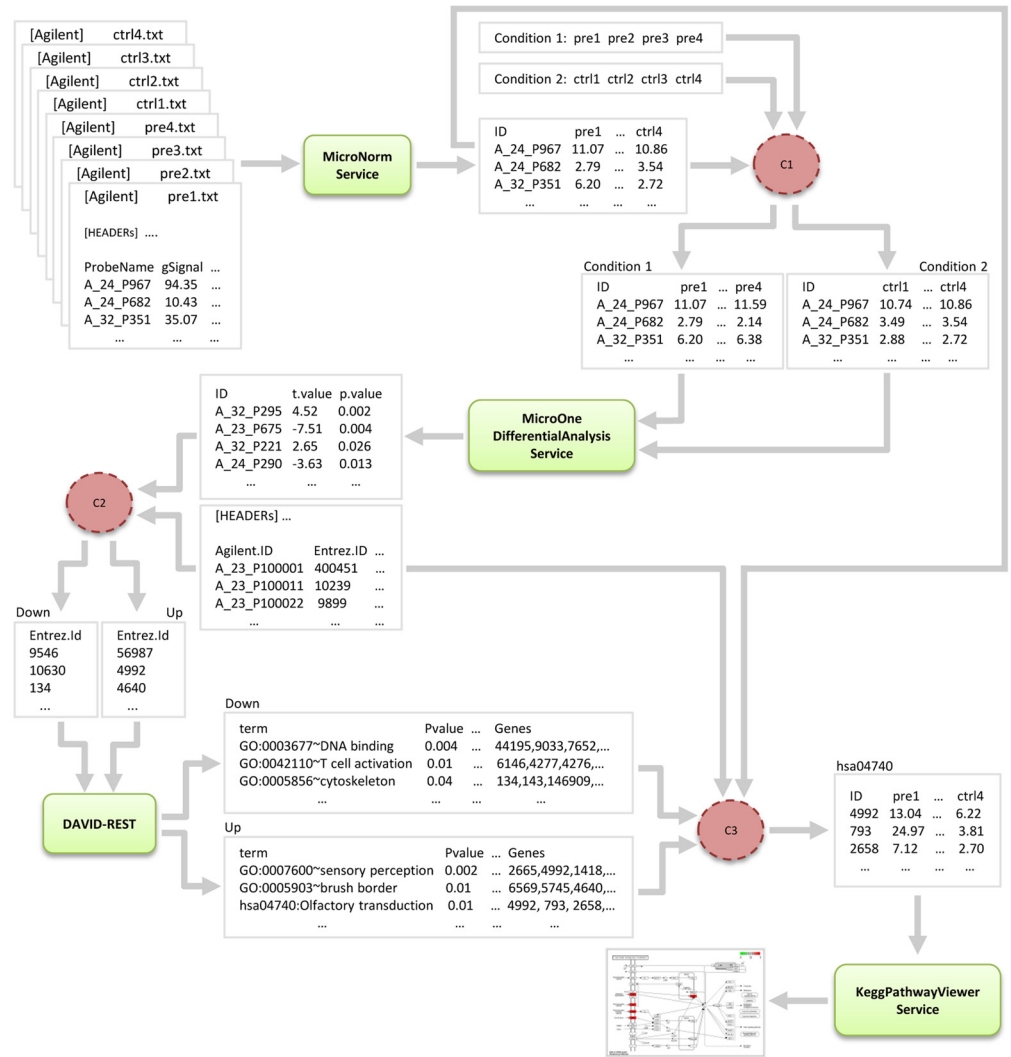 [Agilent] ctrl4.txt
[Agilent] ctrl3.txt
[Agilent] ctrl2.txt
[Agilent] ctrl1.txt
[Agilent] pre4.txt
[Agilent] pre3.txt
[Agilent] pre2.txt
[Agilent] pre1.txt
[HEADERs] ....
ProbeName gSignal ...
A_24_P967 94.35 ...
A_24_P682 10.43 ...
A_32_P351 35.07 ...
... ... ...
MicroNorm
Service
Condition 1: pre1 pre2 pre3 pre4
Condition 2: ctrl1 ctrl2 ctrl3 ctrl4
ID pre1 ... ctrl4
A_24_P967 11.07 ... 10.86
A_24_P682 2.79 ... 3.54
A_32_P351 6.20 ... 2.72
... ... ... ...
C1
Condition 1
ID pre1 ... pre4
A_24_P967 11.07 ... 11.59
A_24_P682 2.79 ... 2.14
A_32_P351 6.20 ... 6.38
... ... ... ...
Condition 2
ID ctrl1 ... ctrl4
A_24_P967 10.74 ... 10.86
A_24_P682 3.49 ... 3.54
A_32_P351 2.88 ... 2.72
... ... ... ...
MicroOne
DifferentialAnalysis
Service
ID t.value p.value
A_32_P295 4.52 0.002
A_23_P675 -7.51 0.004
A_32_P221 2.65 0.026
A_24_P290 -3.63 0.013
... ... ...
C2
[HEADERs] ...
Agilent.ID Entrez.ID ...
A_23_P100001 400451 ...
A_23_P100011 10239 ...
A_23_P100022 9899 ...
... ... ...
Down
Entrez.Id
9546
10630
134
...
Up
Entrez.Id
56987
4992
4640
...
DAVID-REST
Down
term Pvalue ... Genes
GO:0003677~DNA binding 0.004 ... 44195,9033,7652,...
GO:0042110~T cell activation 0.01 ... 6146,4277,4276,...
GO:0005856~cytoskeleton 0.04 ... 134,143,146909,...
... ... ... ...
Up
term Pvalue ... Genes
GO:0007600~sensory perception 0.002 ... 2665,4992,1418,...
GO:0005903~brush border 0.01 ... 6569,5745,4640,...
hsa04740:Olfactory transduction 0.01 ... 4992, 793, 2658,...
... ... ... ...
C3
hsa04740
ID pre1 ... ctrl4
4992 13.04 ... 6.22
793 24.97 ... 3.81
2658 7.12 ... 2.70
... ... ... ...
KeggPathwayViewer
Service